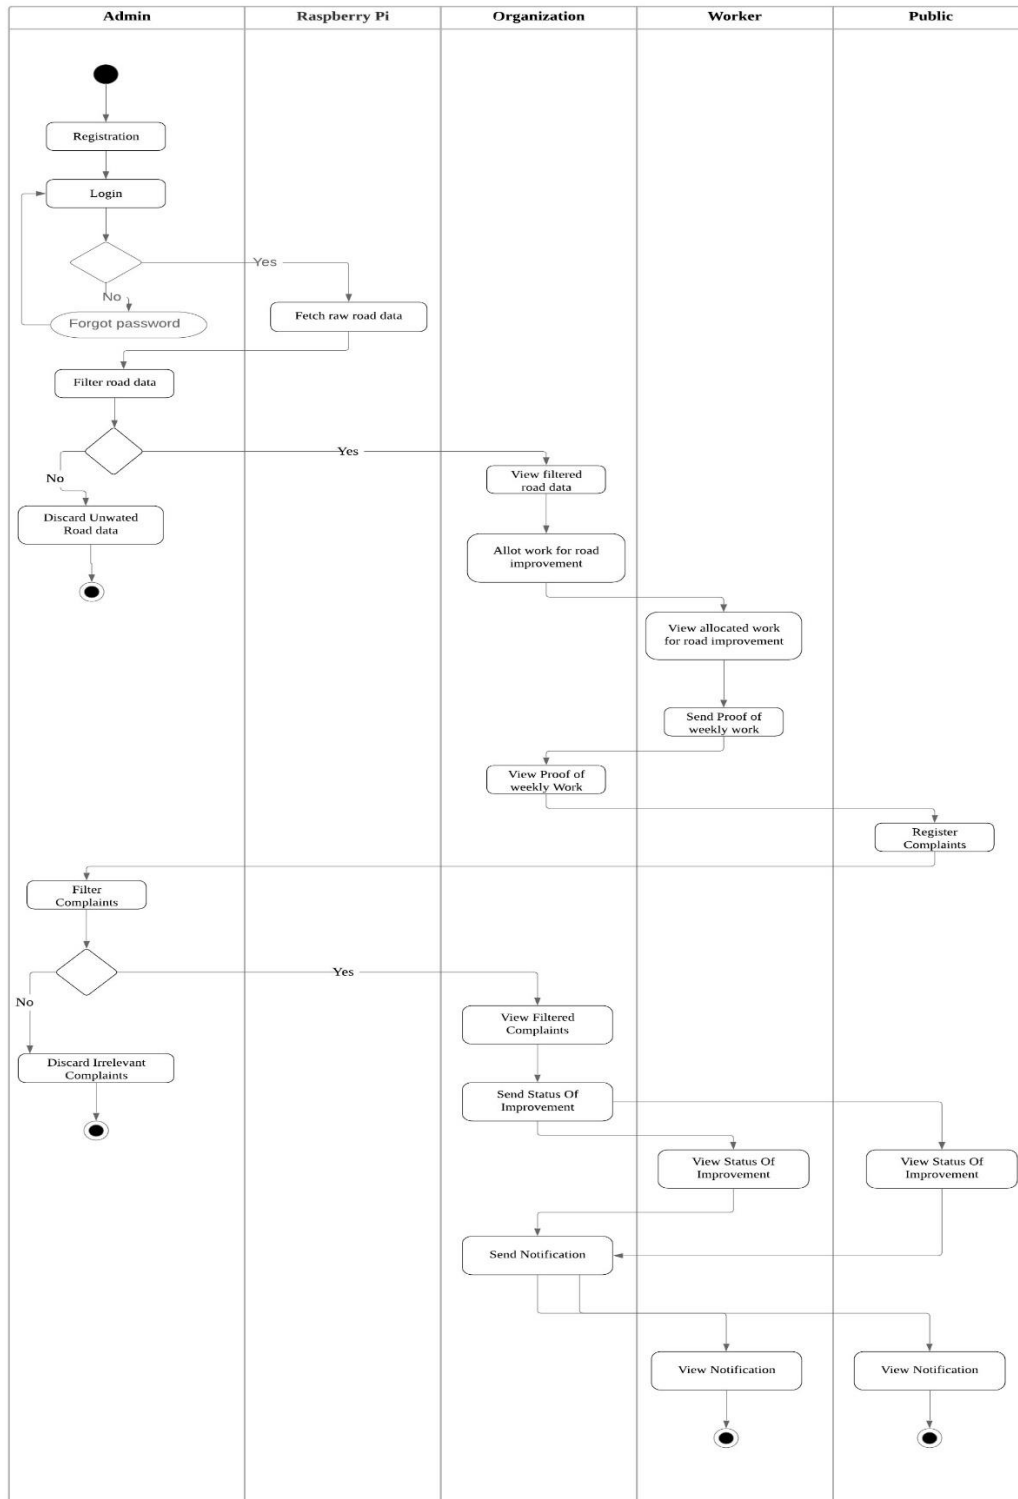 Admin
Raspberry Pi
Organization
Worker
Public
Registration
Login
Yes
No
Forgot password
Fetch raw road data
Filter road data
Yes
No
View filtered
road data
Discard Unwated
Road data
Allot work for road
improvement
View allocated work
for road improvement
Send Proof of
weekly work
View Proof of
weekly Work
Register
Complaints
Filter
Complaints
Yes
No
View Filtered
Complaints
Discard Irrelevant
Complaints
Send Status Of
Improvement
View Status Of
Improvement
View Status Of
Improvement
Send Notification
View Notification
View Notification